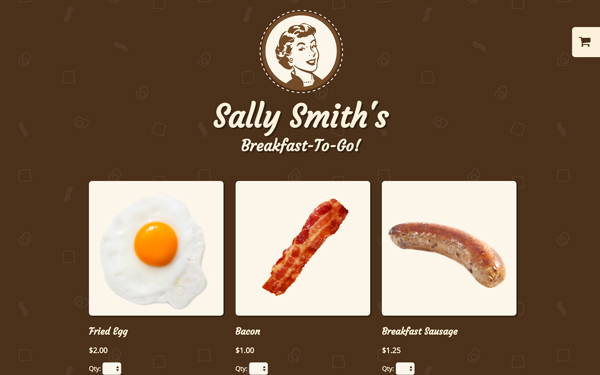 Sally Smith's
Breakfast-To-Go!
Fried Egg
Bacon
Breakfast Sausage
$2.00
$1.00
$1.25
Qty:
Qty:
Qty: